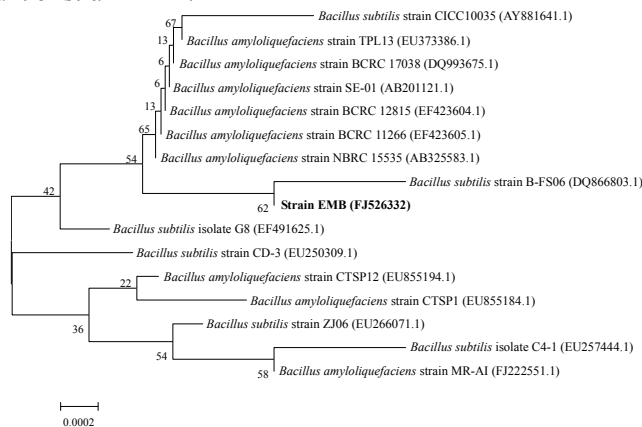 Bacillus subtilis strain CICC10035 (AY881641.1)
67
Bacillus amyloliquefaciens strain TPL13 (EU373386.1)
13
Bacillus amyloliquefaciens strain BCRC 17038 (DQ993675.1)
6
Bacillus amyloliquefaciens strain SE-01 (AB201121.1)
6
Bacillus amyloliquefaciens strain BCRC 12815 (EF423604.1)
13
Bacillus amyloliquefaciens strain BCRC 11266 (EF423605.1)
65
Bacillus amyloliquefaciens strain NBRC 15535 (AB325583.1)
54
Bacillus subtilis strain B-FS06 (DQ866803.1)
42
62 Strain EMB (FJ526332)
Bacillus subtilis isolate G8 (EF491625.1)
Bacillus subtilis strain CD-3 (EU250309.1)
Bacillus amyloliquefaciens strain CTSP12 (EU855194.1)
22
Bacillus amyloliquefaciens strain CTSP1 (EU855184.1)
36
Bacillus subtilis strain ZJ06 (EU266071.1)
54
Bacillus subtilis isolate C4-1 (EU257444.1)
58
Bacillus amyloliquefaciens strain MR-AI (FJ222551.1)
0.0002